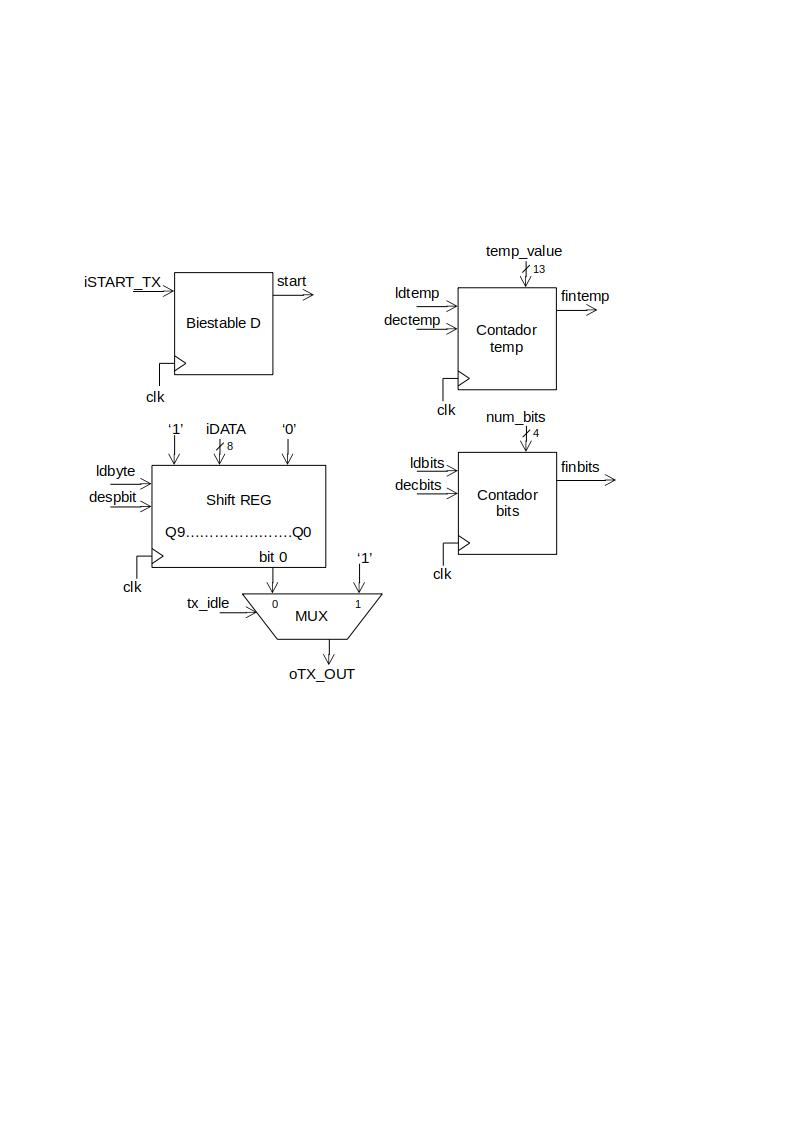 iSTART_TX
start
Biestable D
clk
temp_value
13
ldtemp
fintemp
dectemp
Contador
temp
clk
'1'
iDATA
8
'0'
ldbyte
despbit
Shift REG
Q9.......................Q0
bit 0
clk
'1'
tx_idle
0
1
MUX
oTX_OUT
num_bits
4
ldbits
finbits
decbits
Contador
bits
clk